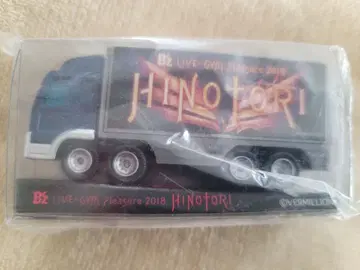 B'z LIVE-GYM Pleasure 2018
HINOTORI
B'z LIVE-GYM Pleasure 2018 HINOTORI
©VERMILLION